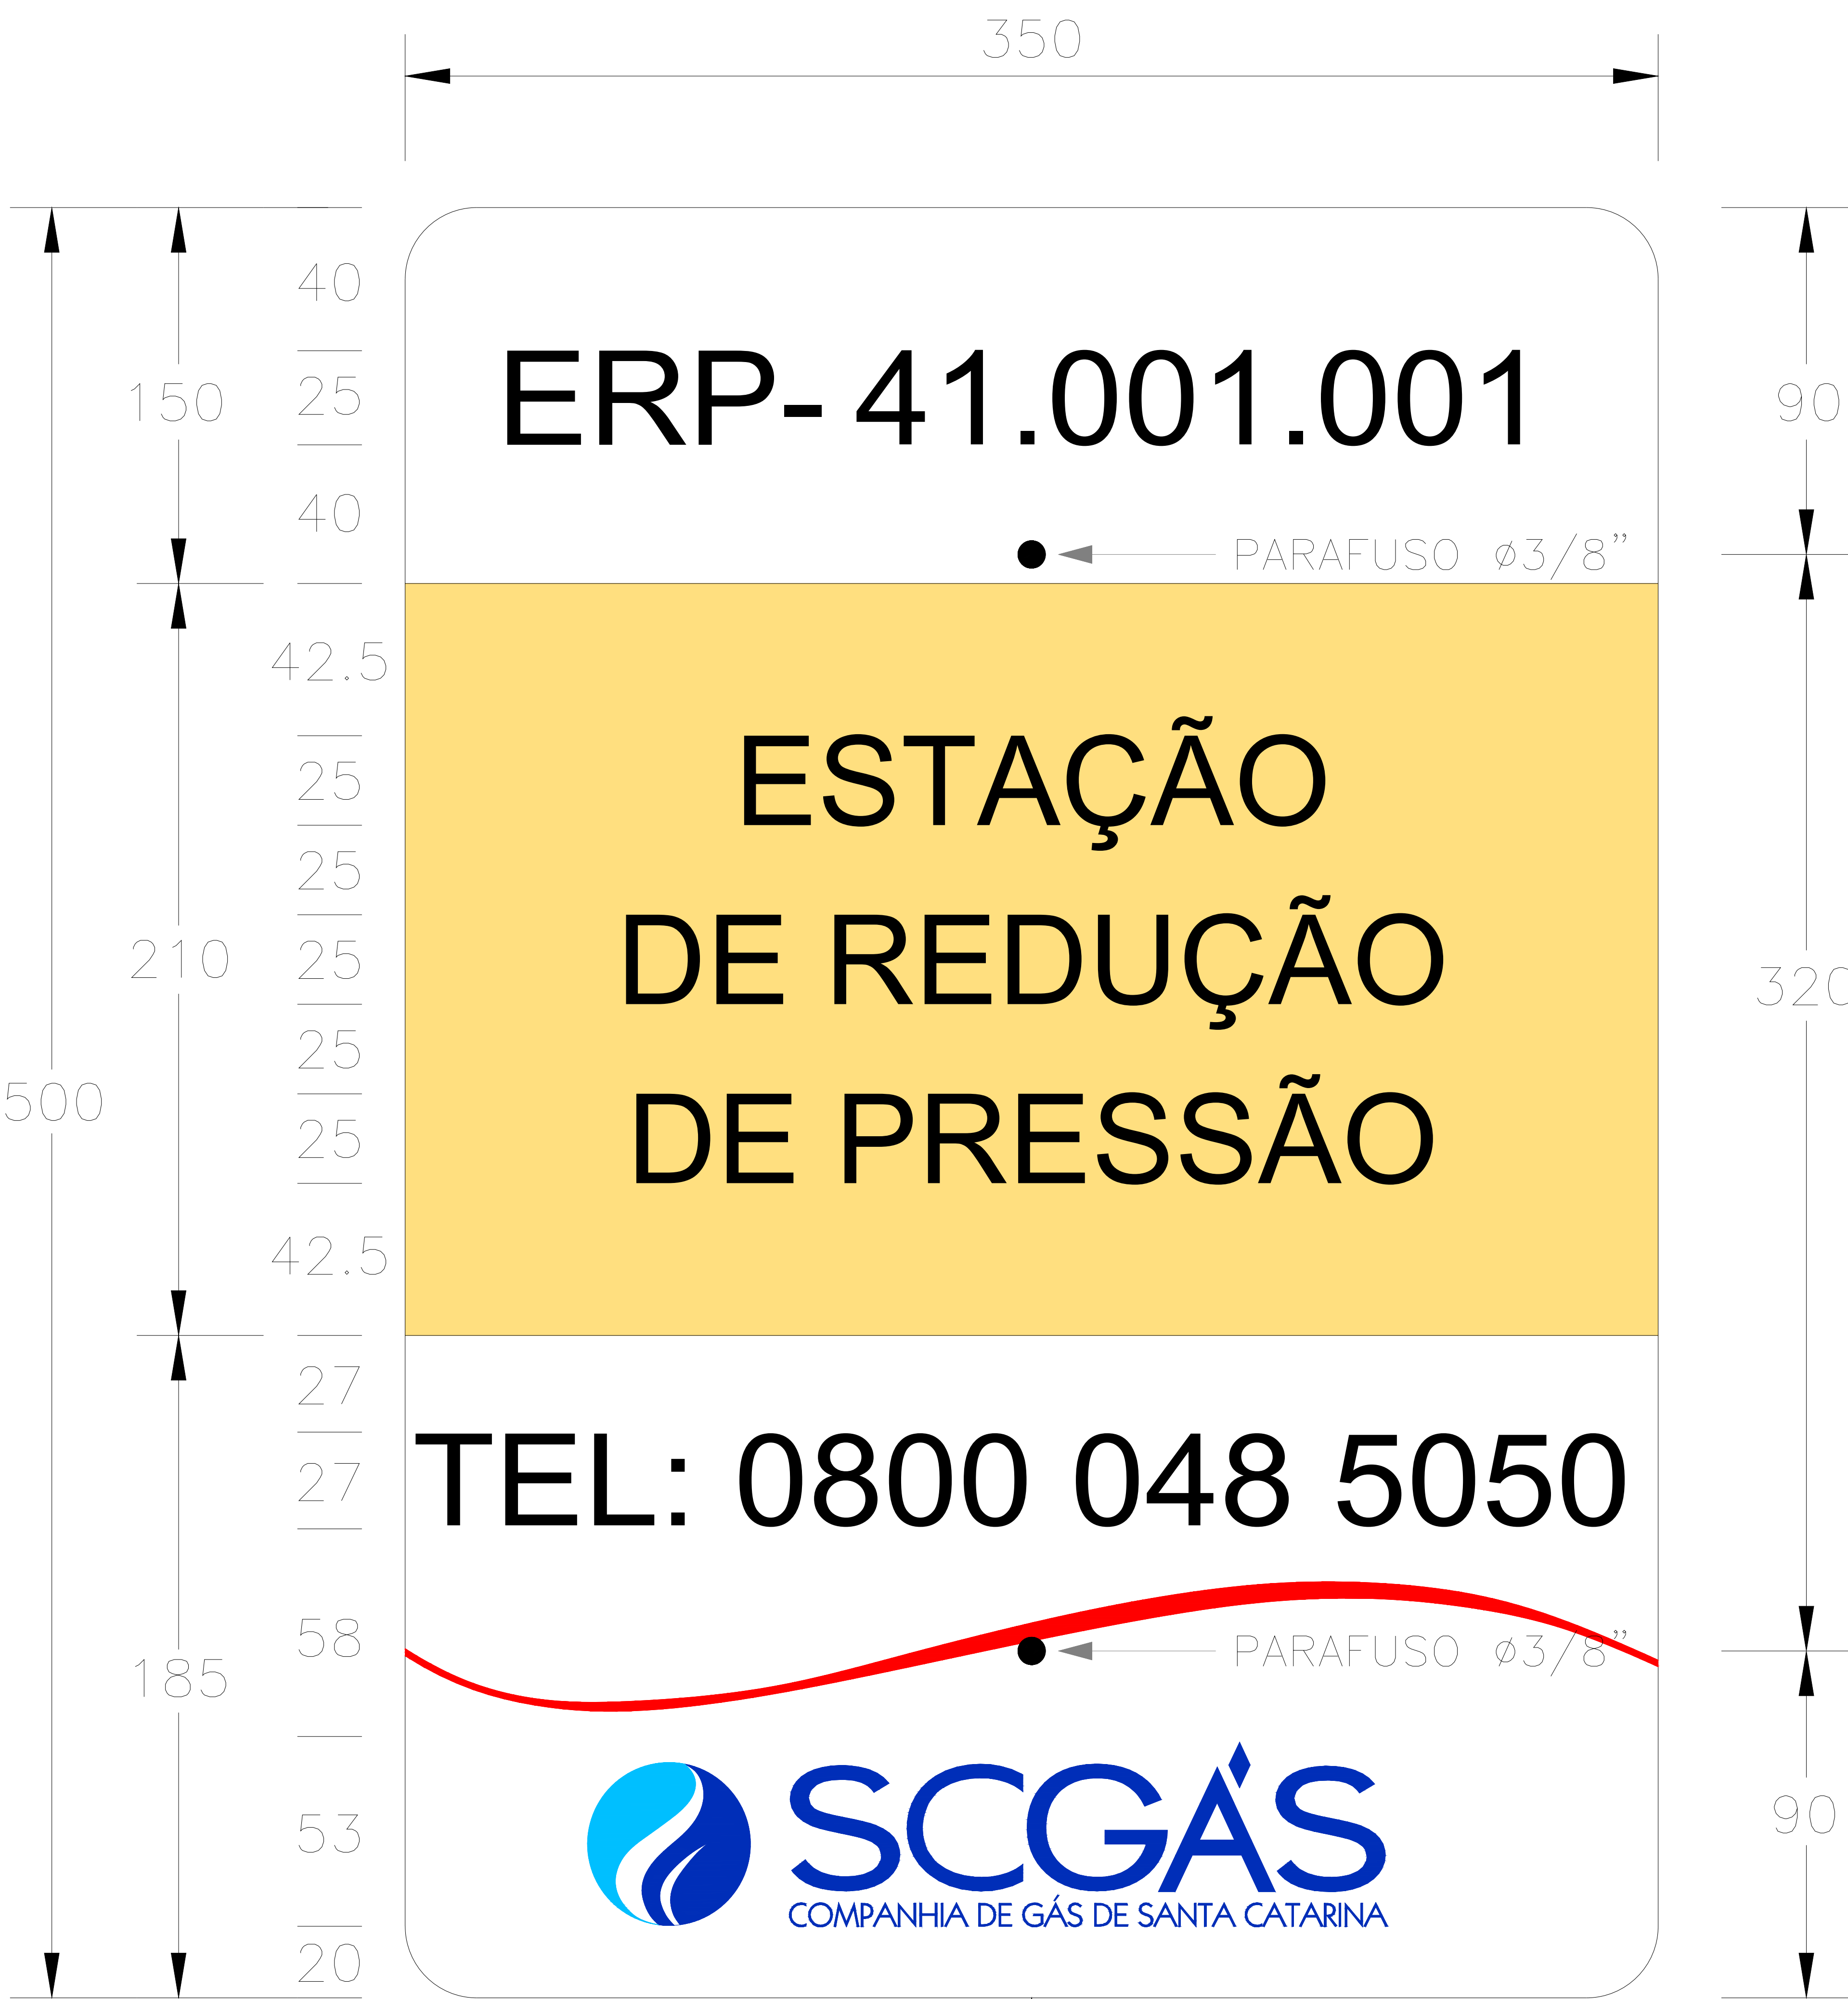 350
40
150
25
90
ERP- 41.001.001
40
PARAFUSO ø3/8"
42.5
25
ESTAÇÃO
25
210
25
320
DE REDUÇÃO
25
500
25
DE PRESSÃO
42.5
27
27
TEL: 0800 048 5050
58
185
PARAFUSO ø3/8"
53
90
SCGÁS
COMPANHIA DE GÁS DE SANTA CATARINA
20